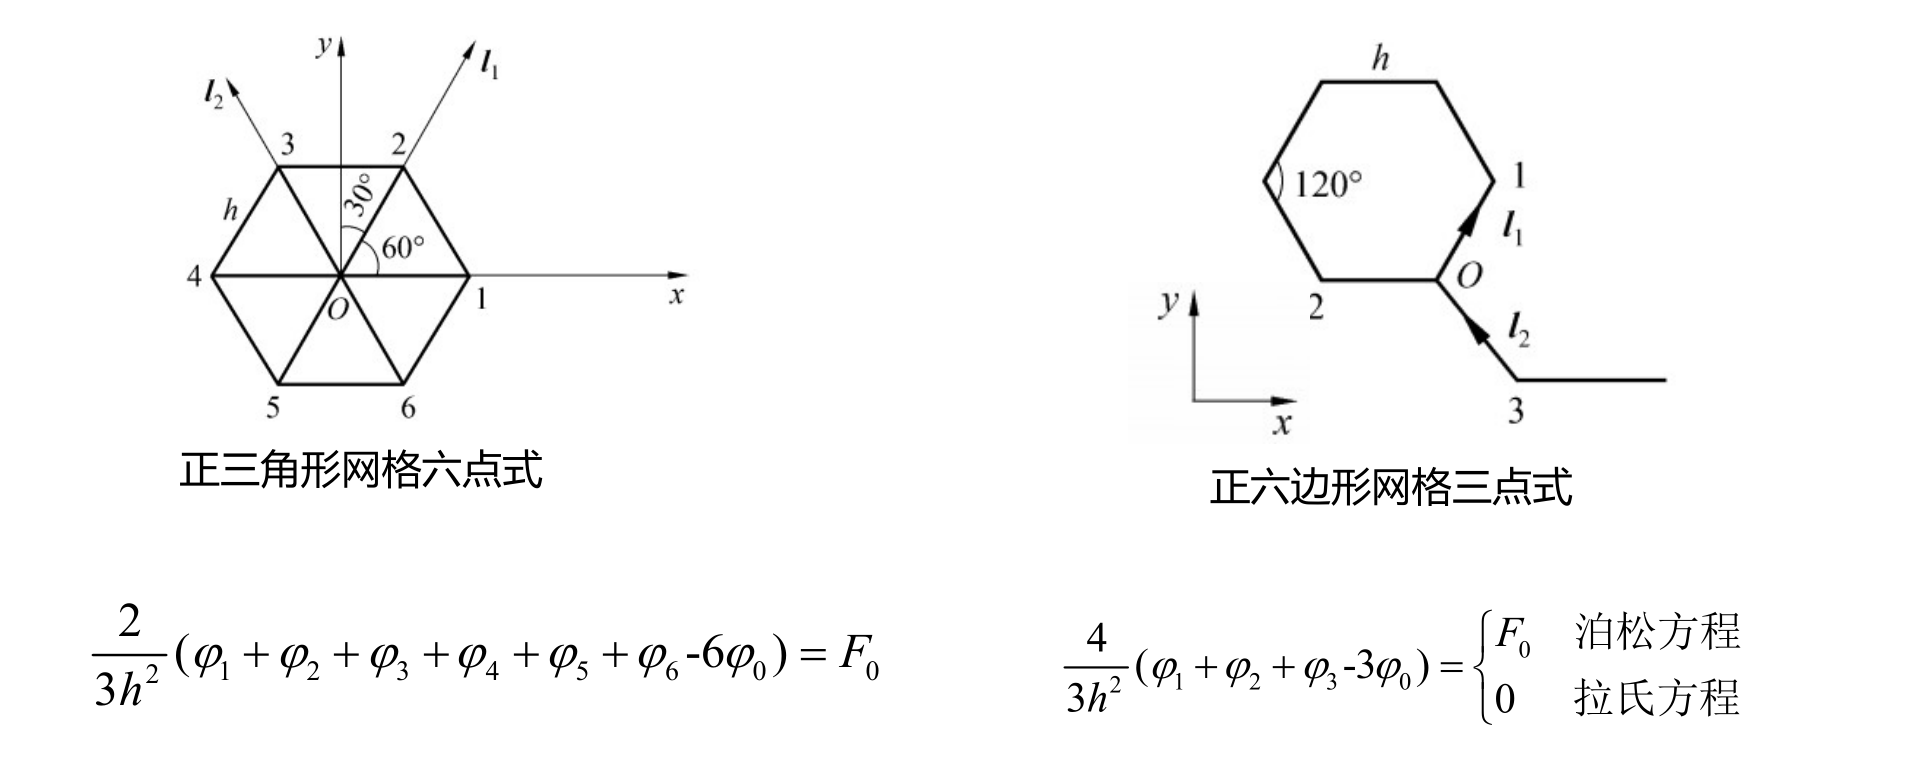 y
l₁
l₂
3
2
30°
h
60°
4
O
1
x
5
6
正三角形网格六点式
h
120°
1
l₁
O
2
l₂
y
x
3
正六边形网格三点式
2/3h² (φ₁ + φ₂ + φ₃ + φ₄ + φ₅ + φ₆ -6φ₀) = F₀
4/3h² (φ₁ + φ₂ + φ₃ -3φ₀) = { F₀ 泊松方程
0 拉氏方程